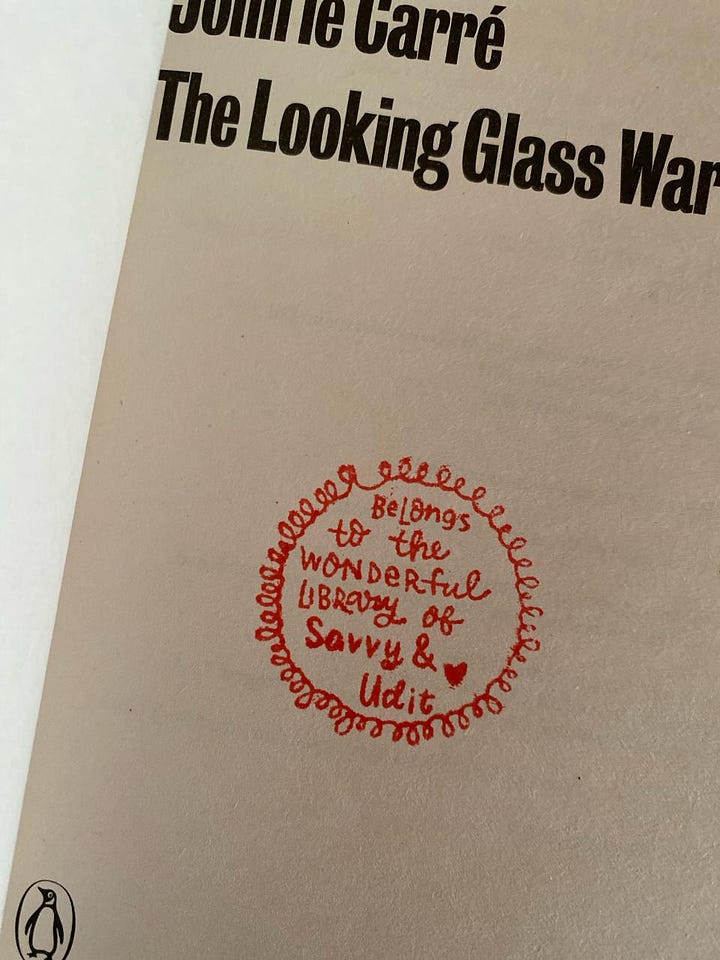 John le Carré
The Looking Glass War
BeLongs
to the
WONDeRful
LIBRary of
Savvy &
Udit